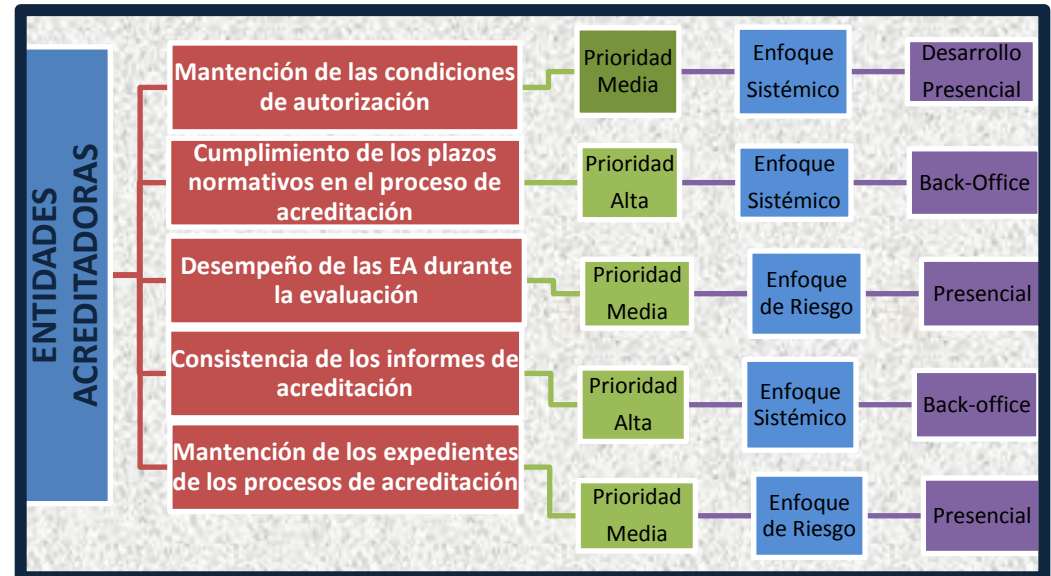 ENTIDADES
ACREDITADORAS
Mantención de las condiciones
de autorización
Prioridad
Media
Enfoque
Sistémico
Desarrollo
Presencial
Cumplimiento de los plazos
normativos en el proceso de
acreditación
Prioridad
Alta
Enfoque
Sistémico
Back-Office
Desempeño de las EA durante
la evaluación
Prioridad
Media
Enfoque
de Riesgo
Presencial
Consistencia de los informes de
acreditación
Prioridad
Alta
Enfoque
Sistémico
Back-office
Mantención de los expedientes
de los procesos de acreditación
Prioridad
Media
Enfoque
de Riesgo
Presencial